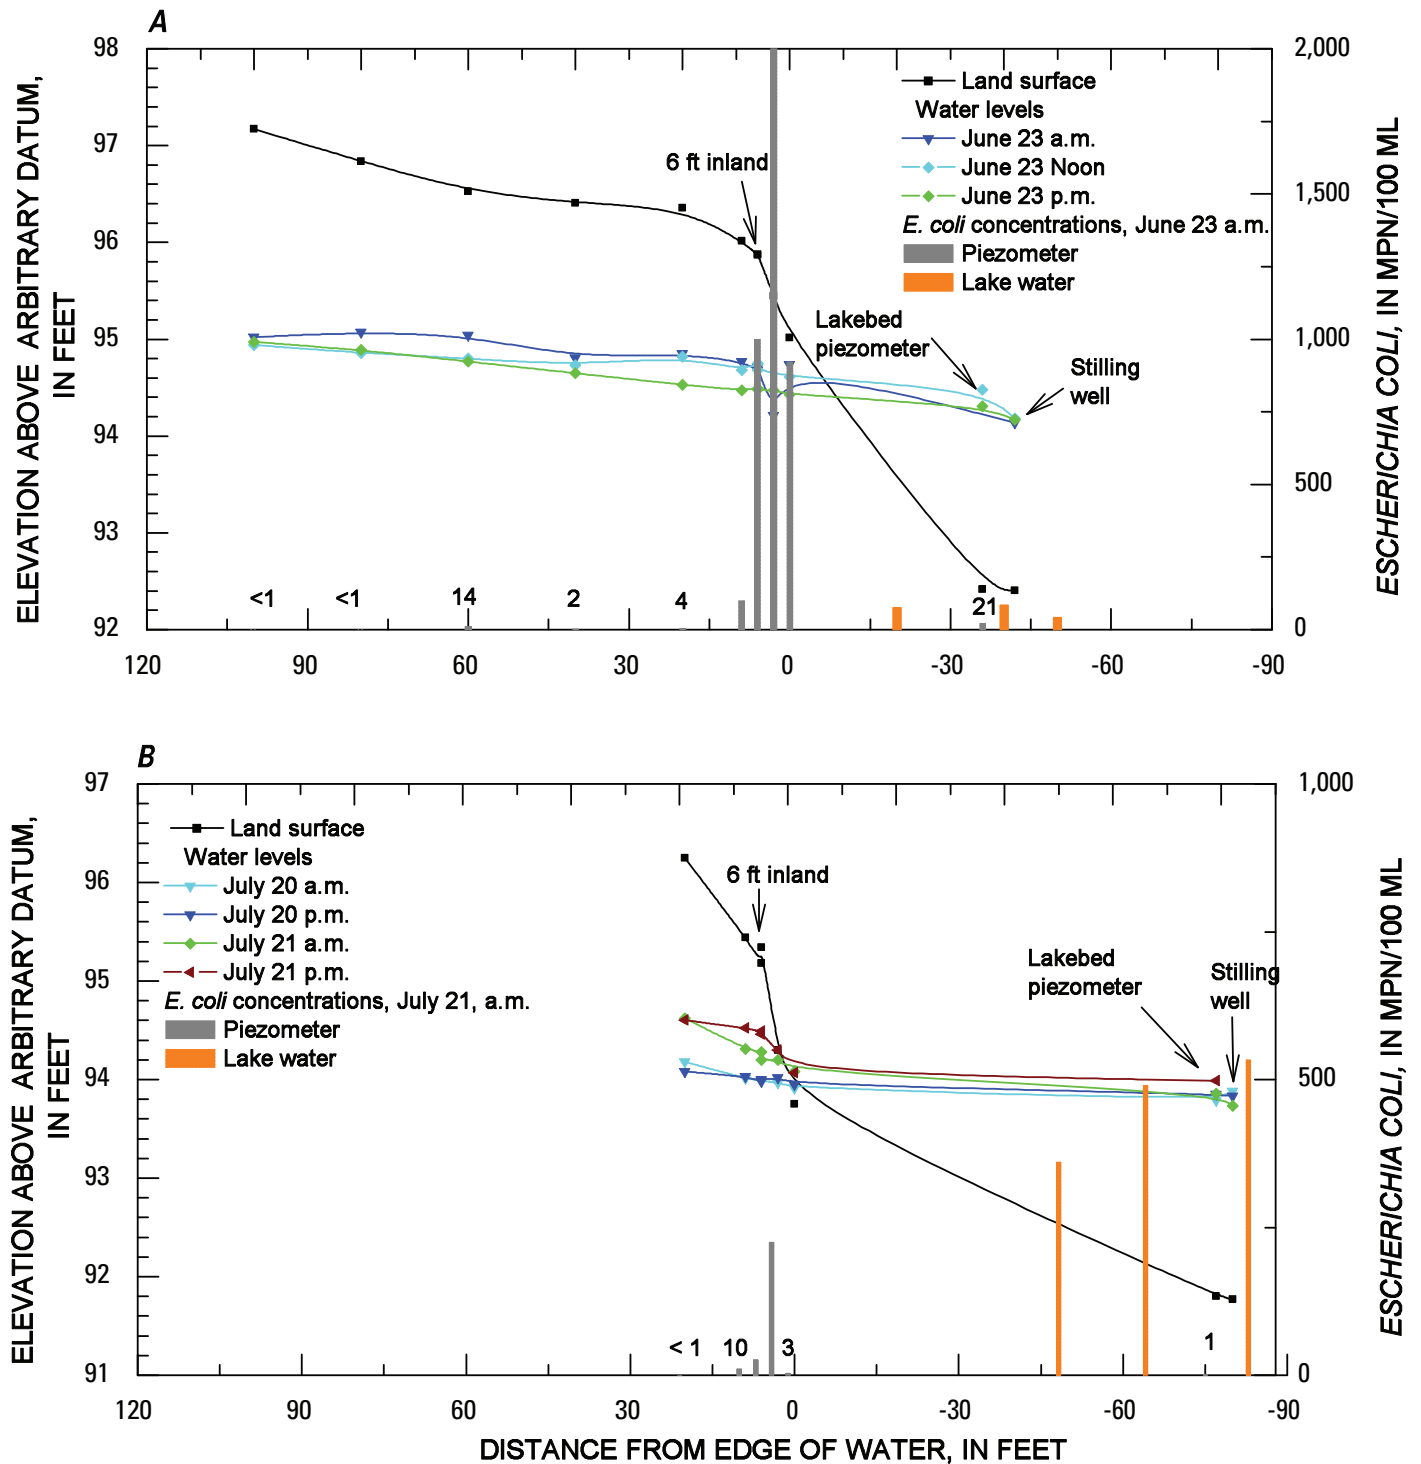 A
ELEVATION ABOVE ARBITRARY DATUM,
IN FEET
98
97
96
95
94
93
92
2,000
1,500
1,000
500
0
ESCHERICHIA COLI, IN MPN/100 ML
Land surface
Water levels
June 23 a.m.
June 23 Noon
June 23 p.m.
E. coli concentrations, June 23 a.m.
Piezometer
Lake water
6 ft inland
Lakebed
piezometer
Stilling
well
<1
<1
14
2
4
21
120
90
60
30
0
-30
-60
-90
B
ELEVATION ABOVE ARBITRARY DATUM,
IN FEET
97
96
95
94
93
92
91
1,000
500
0
ESCHERICHIA COLI, IN MPN/100 ML
Land surface
Water levels
July 20 a.m.
July 20 p.m.
July 21 a.m.
July 21 p.m.
E. coli concentrations, July 21, a.m.
Piezometer
Lake water
6 ft inland
Lakebed
piezometer
Stilling
well
< 1
10
3
1
120
90
60
30
0
-30
-60
-90
DISTANCE FROM EDGE OF WATER, IN FEET